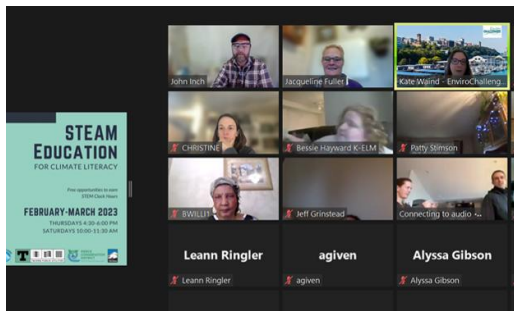 STEAM
EDUCATION
FOR CLIMATE LITERACY
Free opportunities to earn
STEM Clock Hours
FEBRUARY-MARCH 2023
THURSDAYS 4:30-6:00 PM
SATURDAYS 10:00-11:30 AM
John Inch
Jacqueline Fuller
Kate Waind - EnviroChalleng...
CHRISTINE
Bessie Hayward K-ELM
Patty Stimson
BWILLI1
Jeff Grinstead
Connecting to audio
Leann Ringler
agiven
Alyssa Gibson
Leann Ringler
agiven
Alyssa Gibson